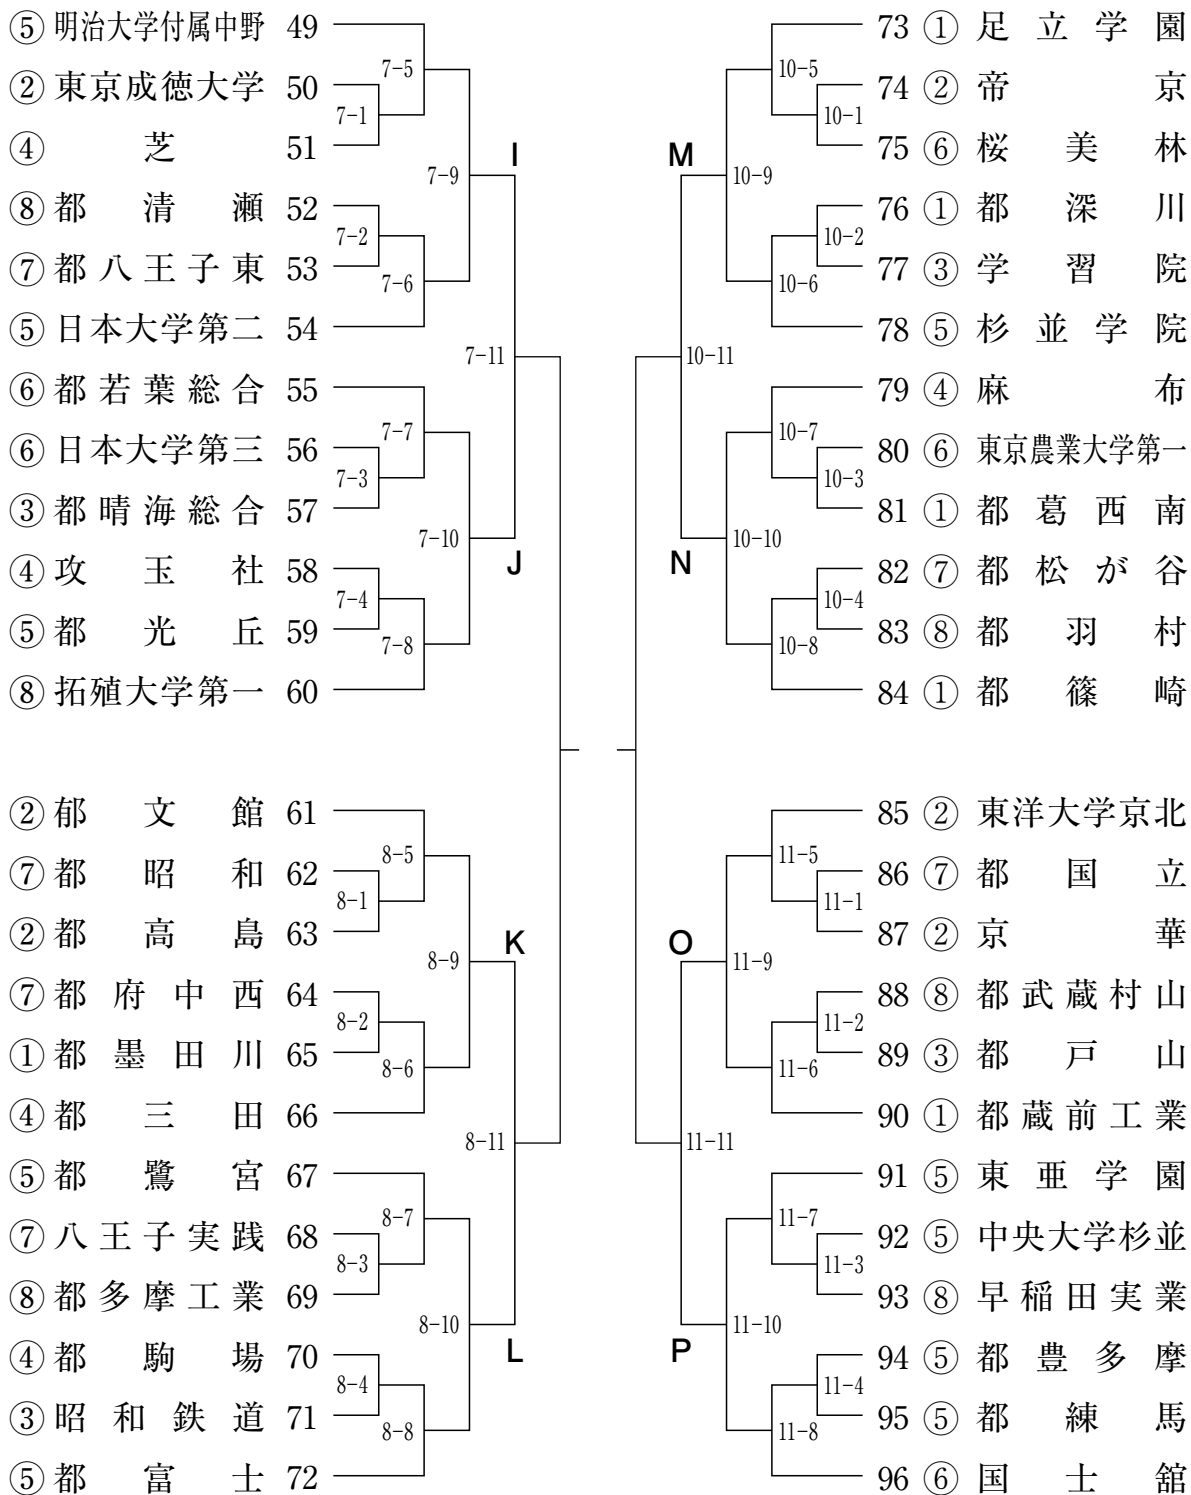 ⑤ 明治大学付属中野 49
7-5
② 東京成徳大学 50
7-1
④ 芝 51
I
7-9
⑧ 都清瀬 52
7-2
⑦ 都八王子東 53
7-6
⑤ 日本大学第二 54
7-11
⑥ 都若葉総合 55
7-7
⑥ 日本大学第三 56
7-3
③ 都晴海総合 57
7-10
J
④ 攻玉社 58
7-4
⑤ 都光丘 59
7-8
⑧ 拓殖大学第一 60
② 郁文館 61
8-5
⑦ 都昭和 62
8-1
② 都高島 63
K
8-9
⑦ 都府中西 64
8-2
① 都墨田川 65
8-6
④ 都三田 66
8-11
⑤ 都鷺宮 67
8-7
⑦ 八王子実践 68
8-3
⑧ 都多摩工業 69
8-10
L
④ 都駒場 70
8-4
③ 昭和鉄道 71
8-8
⑤ 都富士 72
73 ① 足立学園
10-5
74 ② 帝京
10-1
75 ⑥ 桜美林
M
10-9
76 ① 都深川
10-2
77 ③ 学習院
10-6
78 ⑤ 杉並学院
10-11
79 ④ 麻布
10-7
80 ⑥ 東京農業大学第一
10-3
81 ① 都葛西南
10-10
N
82 ⑦ 都松が谷
10-4
83 ⑧ 都羽村
10-8
84 ① 都篠崎
85 ② 東洋大学京北
11-5
86 ⑦ 都国立
11-1
87 ② 京華
O
11-9
88 ⑧ 都武蔵村山
11-2
89 ③ 都戸山
11-6
90 ① 都蔵前工業
11-11
91 ⑤ 東亜学園
11-7
92 ⑤ 中央大学杉並
11-3
93 ⑧ 早稲田実業
11-10
P
94 ⑤ 都豊多摩
11-4
95 ⑤ 都練馬
11-8
96 ⑥ 国士舘